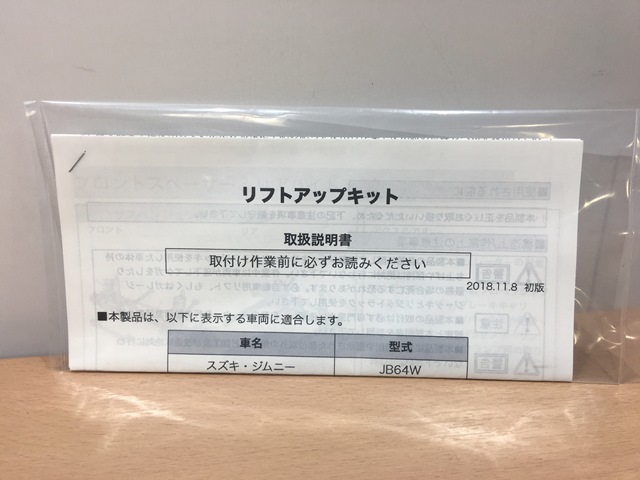 リフトアップキット
取扱説明書
取付け作業前に必ずお読みください
2018.11.8 初版
■本製品は、以下に表示する車両に適合します。
車名 型式
スズキ・ジムニー JB64W